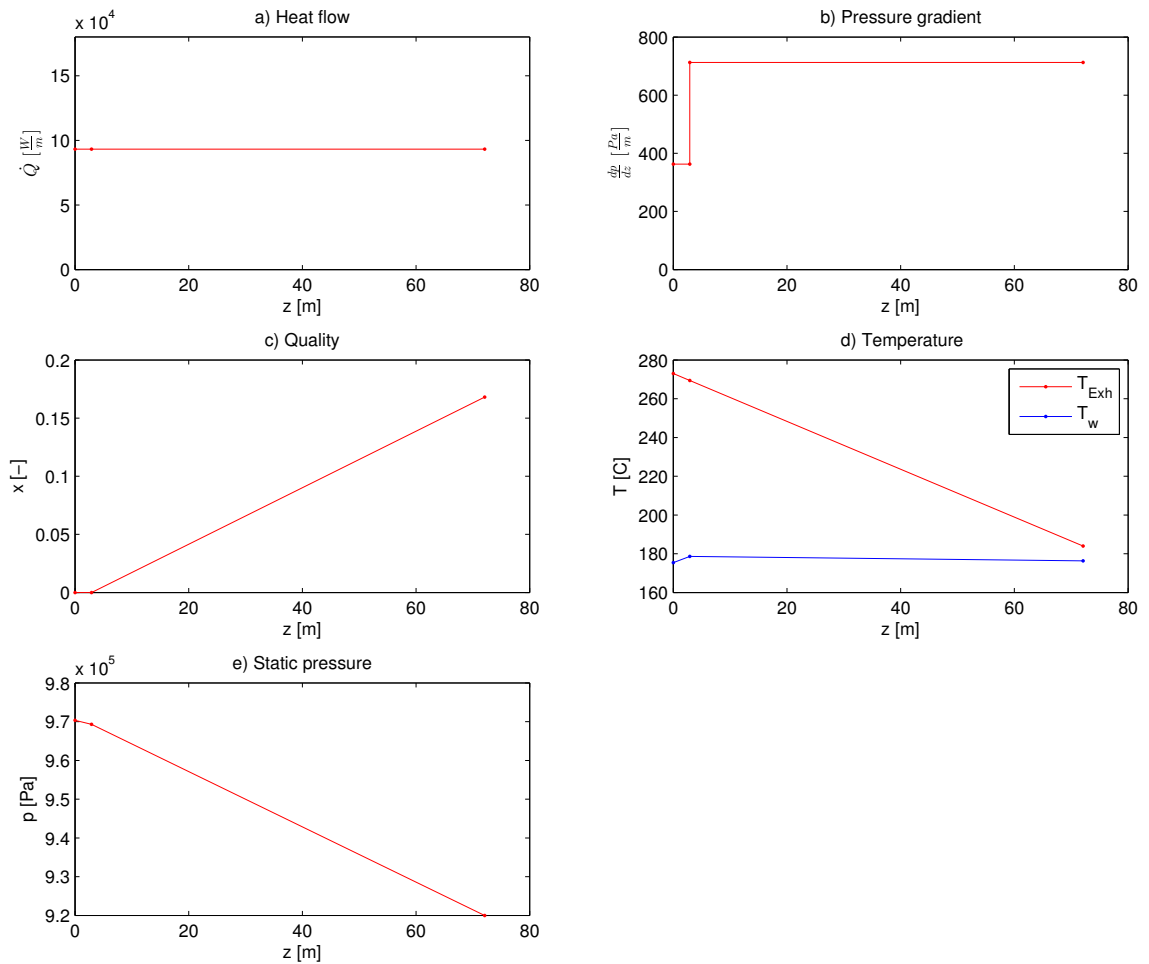 a) Heat flow
x 10^4
15
10
5
0
Q̇ [W/m]
0 20 40 60 80
z [m]
b) Pressure gradient
800
600
400
200
0
dp/dz [Pa/m]
0 20 40 60 80
z [m]
c) Quality
0.2
0.15
0.1
0.05
0
x [−]
0 20 40 60 80
z [m]
d) Temperature
280
260
240
220
200
180
160
T [C]
T_Exh
T_w
0 20 40 60 80
z [m]
e) Static pressure
x 10^5
9.8
9.7
9.6
9.5
9.4
9.3
9.2
p [Pa]
0 20 40 60 80
z [m]